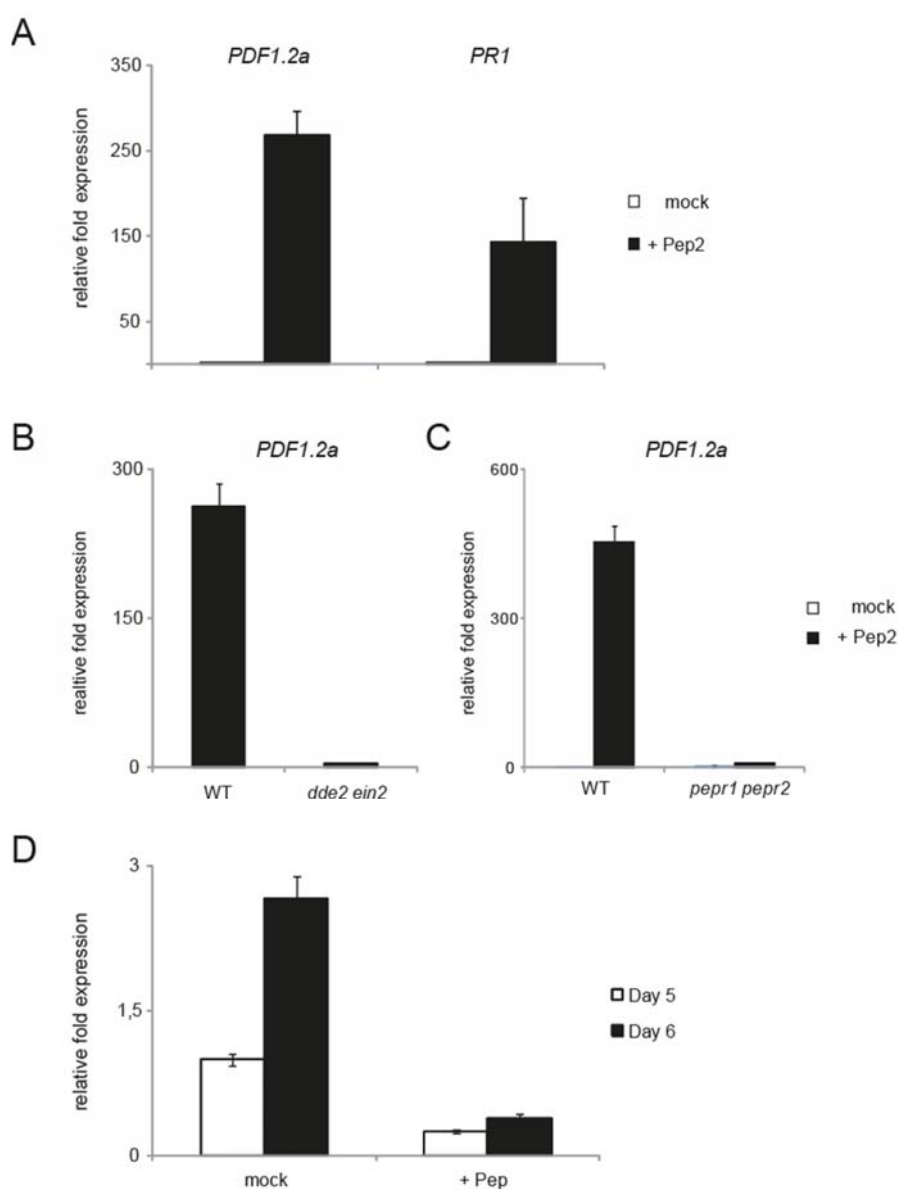 A
PDF1.2a PR1
350
250
150
50
relative fold expression
mock
+ Pep2
B
PDF1.2a
300
150
0
realtive fold expression
WT dde2 ein2
C
PDF1.2a
600
300
0
relative fold expression
WT pepr1 pepr2
mock
+ Pep2
D
3
1,5
0
relative fold expression
mock + Pep
Day 5
Day 6